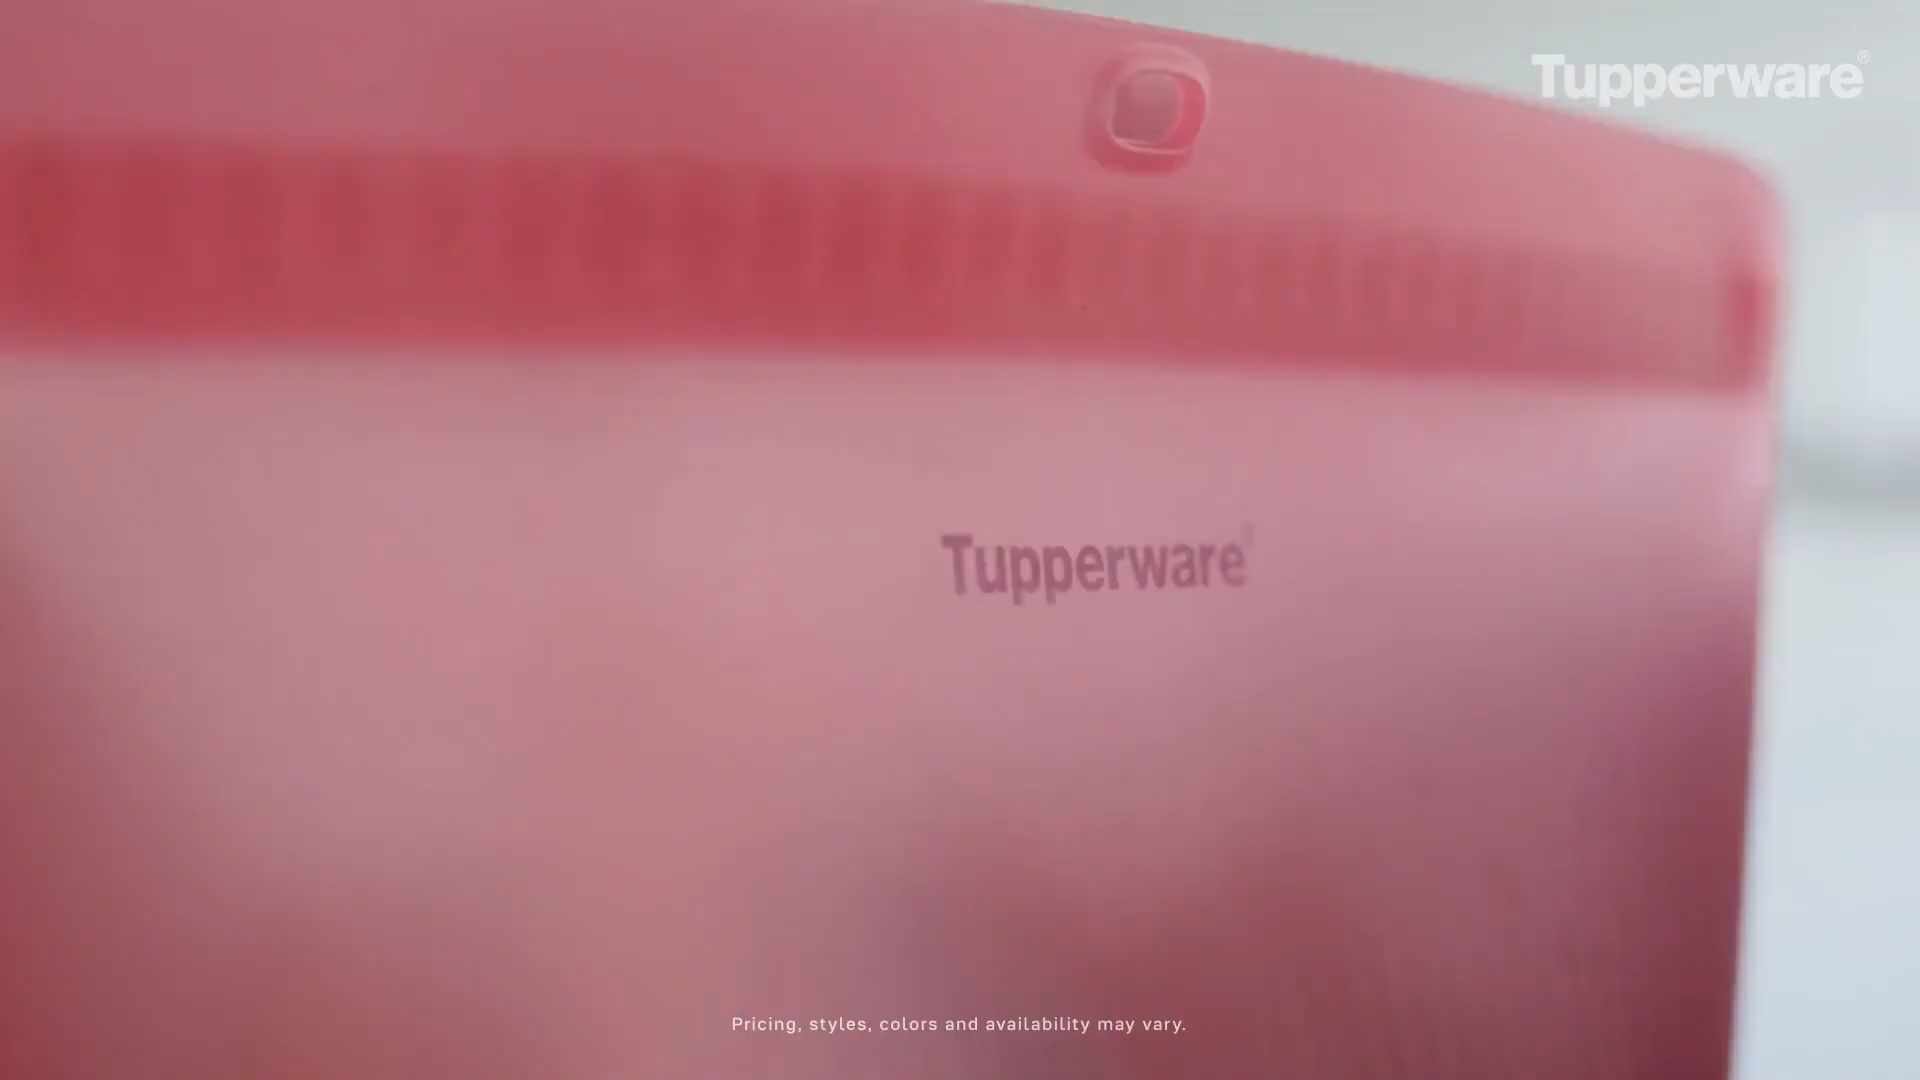 Tupperware®
Tupperware
Pricing, styles, colors and availability may vary.